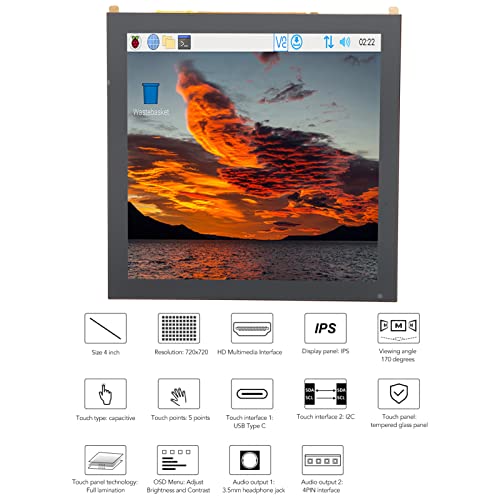 V2
02:22
Wastebasket
Size 4 inch
Resolution: 720x720
HD Multimedia Interface
IPS
Display panel: IPS
M
Viewing angle
170 degrees
Touch type: capacitive
Touch points: 5 points
Touch interface 1:
USB Type C
SDA SDA
SCL SCL
Touch interface 2: I2C
Touch panel:
tempered glass panel
Touch panel technology:
Full lamination
OSD Menu: Adjust
Brightness and Contrast
Audio output 1:
3.5mm headphone jack
Audio output 2:
4PIN interface